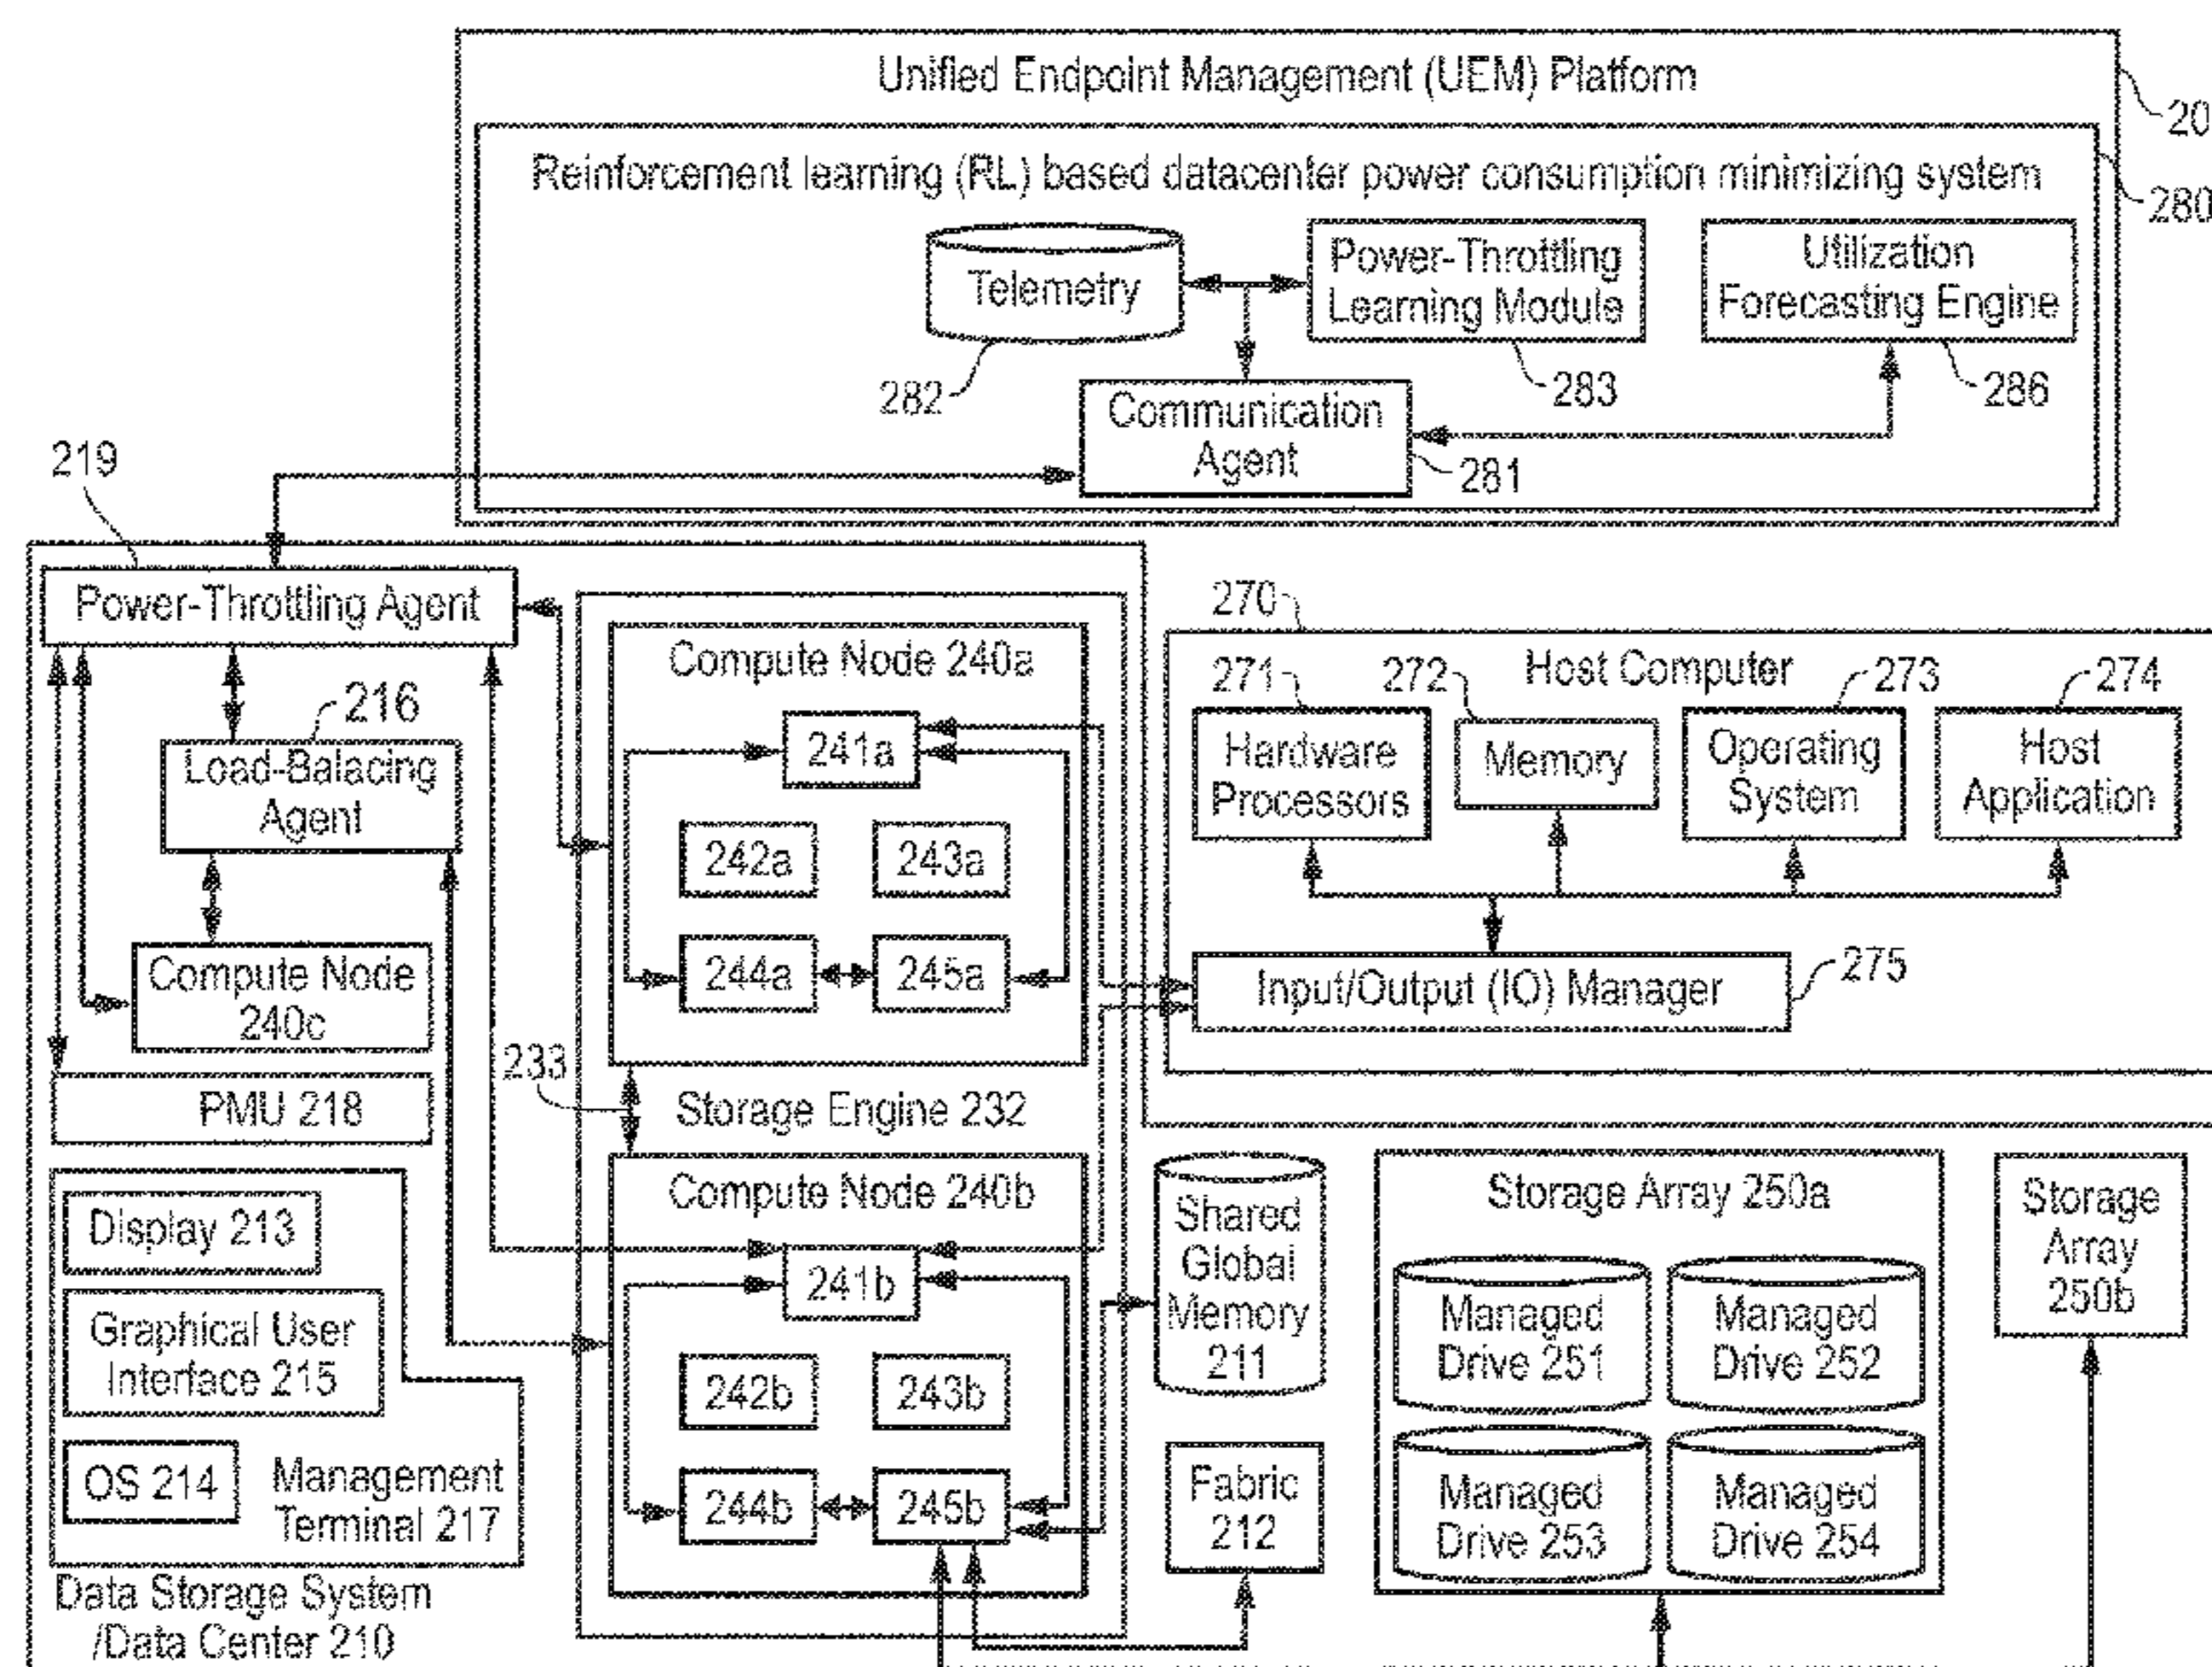 Unified Endpoint Management (UEM) Platform
20
Reinforcement learning (RL) based datacenter power consumption minimizing system
280
Telemetry
282
Power-Throttling
Learning Module
283
Utilization
Forecasting Engine
286
Communication
Agent
281
219
Power-Throttling Agent
216
Load-Balacing
Agent
Compute Node
240c
PMU 218
Display 213
Graphical User
Interface 215
OS 214
Management
Terminal 217
Data Storage System
/Data Center 210
Compute Node 240a
241a
242a
243a
244a
245a
233
Storage Engine 232
Compute Node 240b
241b
242b
243b
244b
245b
270
Host Computer
271
Hardware
Processors
272
Memory
273
Operating
System
274
Host
Application
Input/Output (IO) Manager
275
Shared
Global
Memory
211
Fabric
212
Storage Array 250a
Managed
Drive 251
Managed
Drive 252
Managed
Drive 253
Managed
Drive 254
Storage
Array
250b